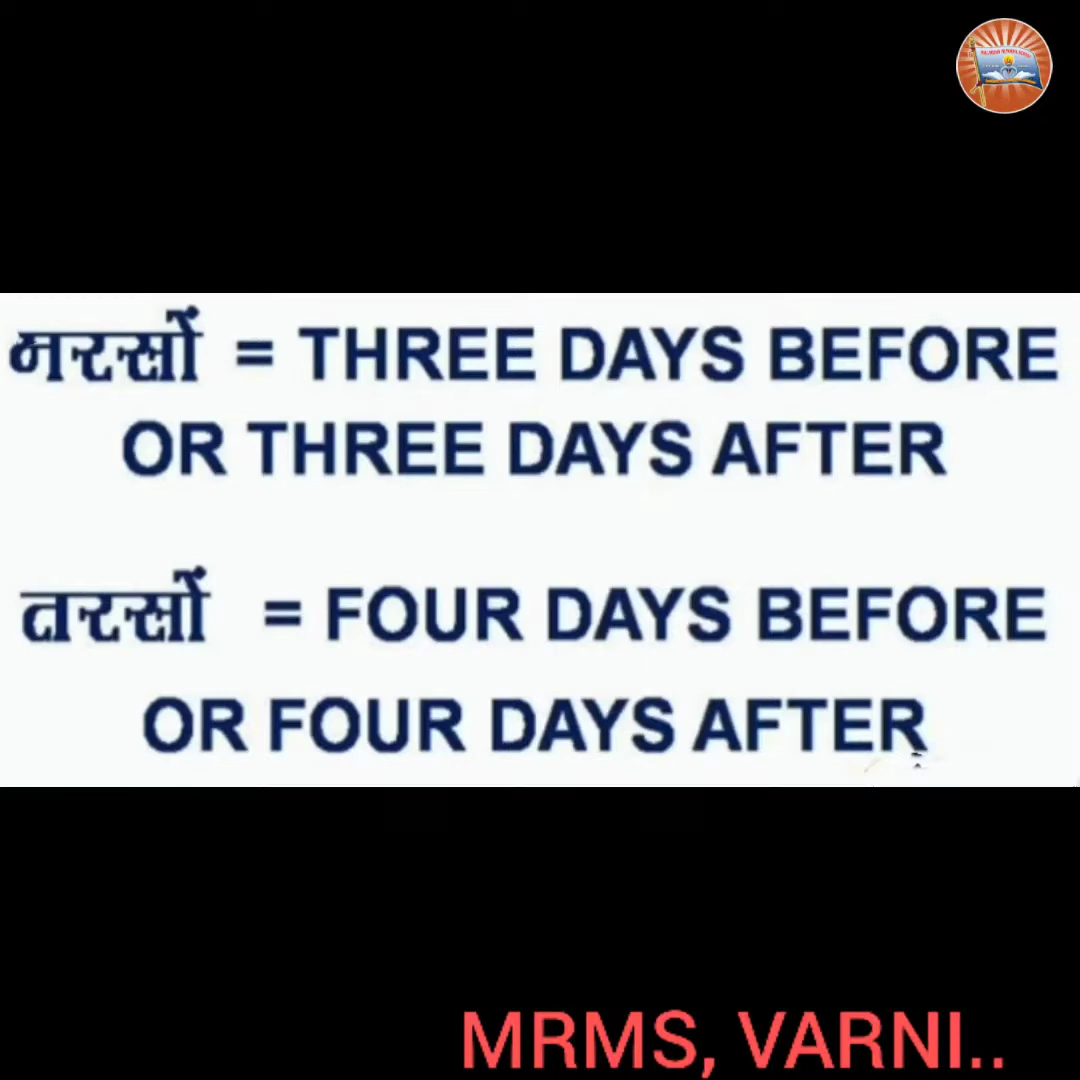 नरसों = THREE DAYS BEFORE
OR THREE DAYS AFTER
तरसों = FOUR DAYS BEFORE
OR FOUR DAYS AFTER
MRMS, VARNI..